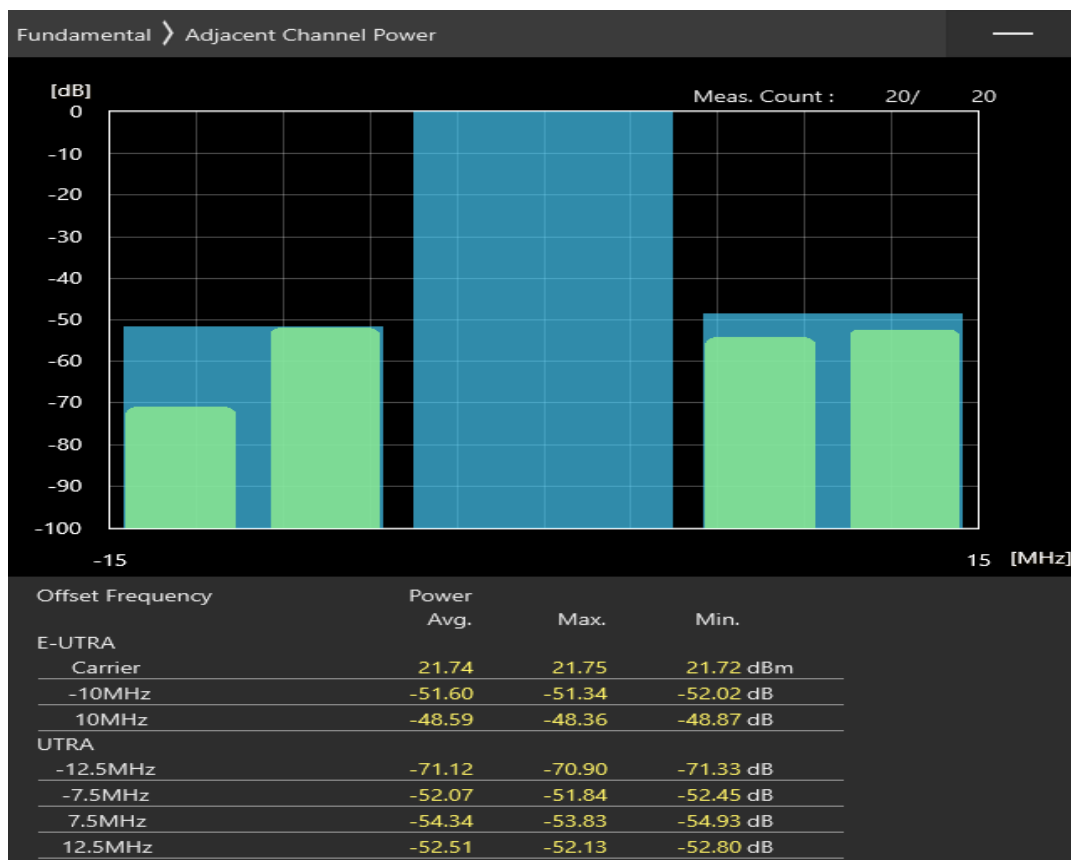 Fundamental ❯ Adjacent Channel Power
[dB]
Meas. Count : 20/ 20
0
-10
-20
-30
-40
-50
-60
-70
-80
-90
-100
-15 15 [MHz]
Offset Frequency Power
Avg. Max. Min.
E-UTRA
Carrier 21.74 21.75 21.72 dBm
-10MHz -51.60 -51.34 -52.02 dB
10MHz -48.59 -48.36 -48.87 dB
UTRA
-12.5MHz -71.12 -70.90 -71.33 dB
-7.5MHz -52.07 -51.84 -52.45 dB
7.5MHz -54.34 -53.83 -54.93 dB
12.5MHz -52.51 -52.13 -52.80 dB